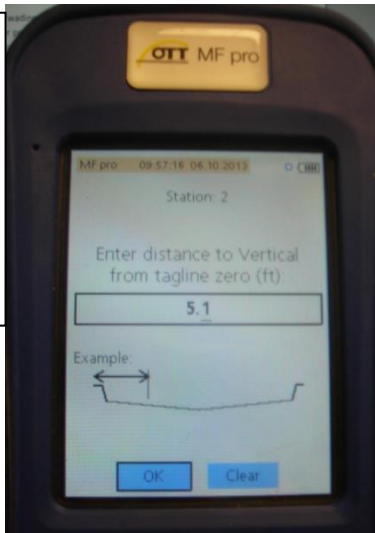 OTT MF pro
MF pro 09:57:16 06.10.2013
Station: 2
Enter distance to Vertical
from tagline zero (ft):
5.1
Example:
OK Clear